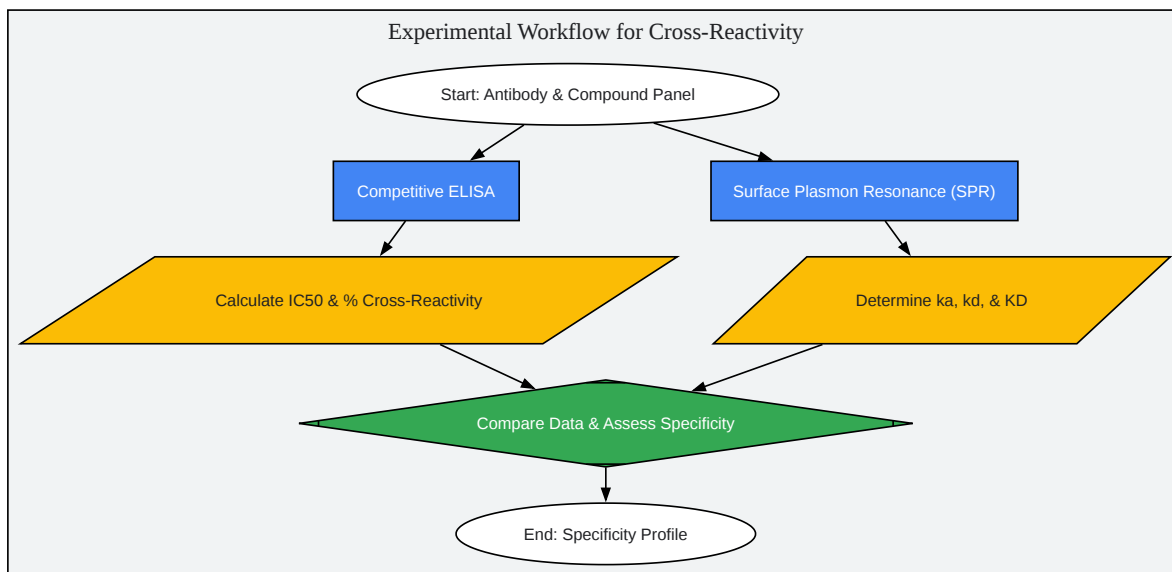 Experimental Workflow for Cross-Reactivity
Start: Antibody & Compound Panel
Competitive ELISA
Surface Plasmon Resonance (SPR)
Calculate IC50 & % Cross-Reactivity
Determine ka, kd, & KD
Compare Data & Assess Specificity
End: Specificity Profile